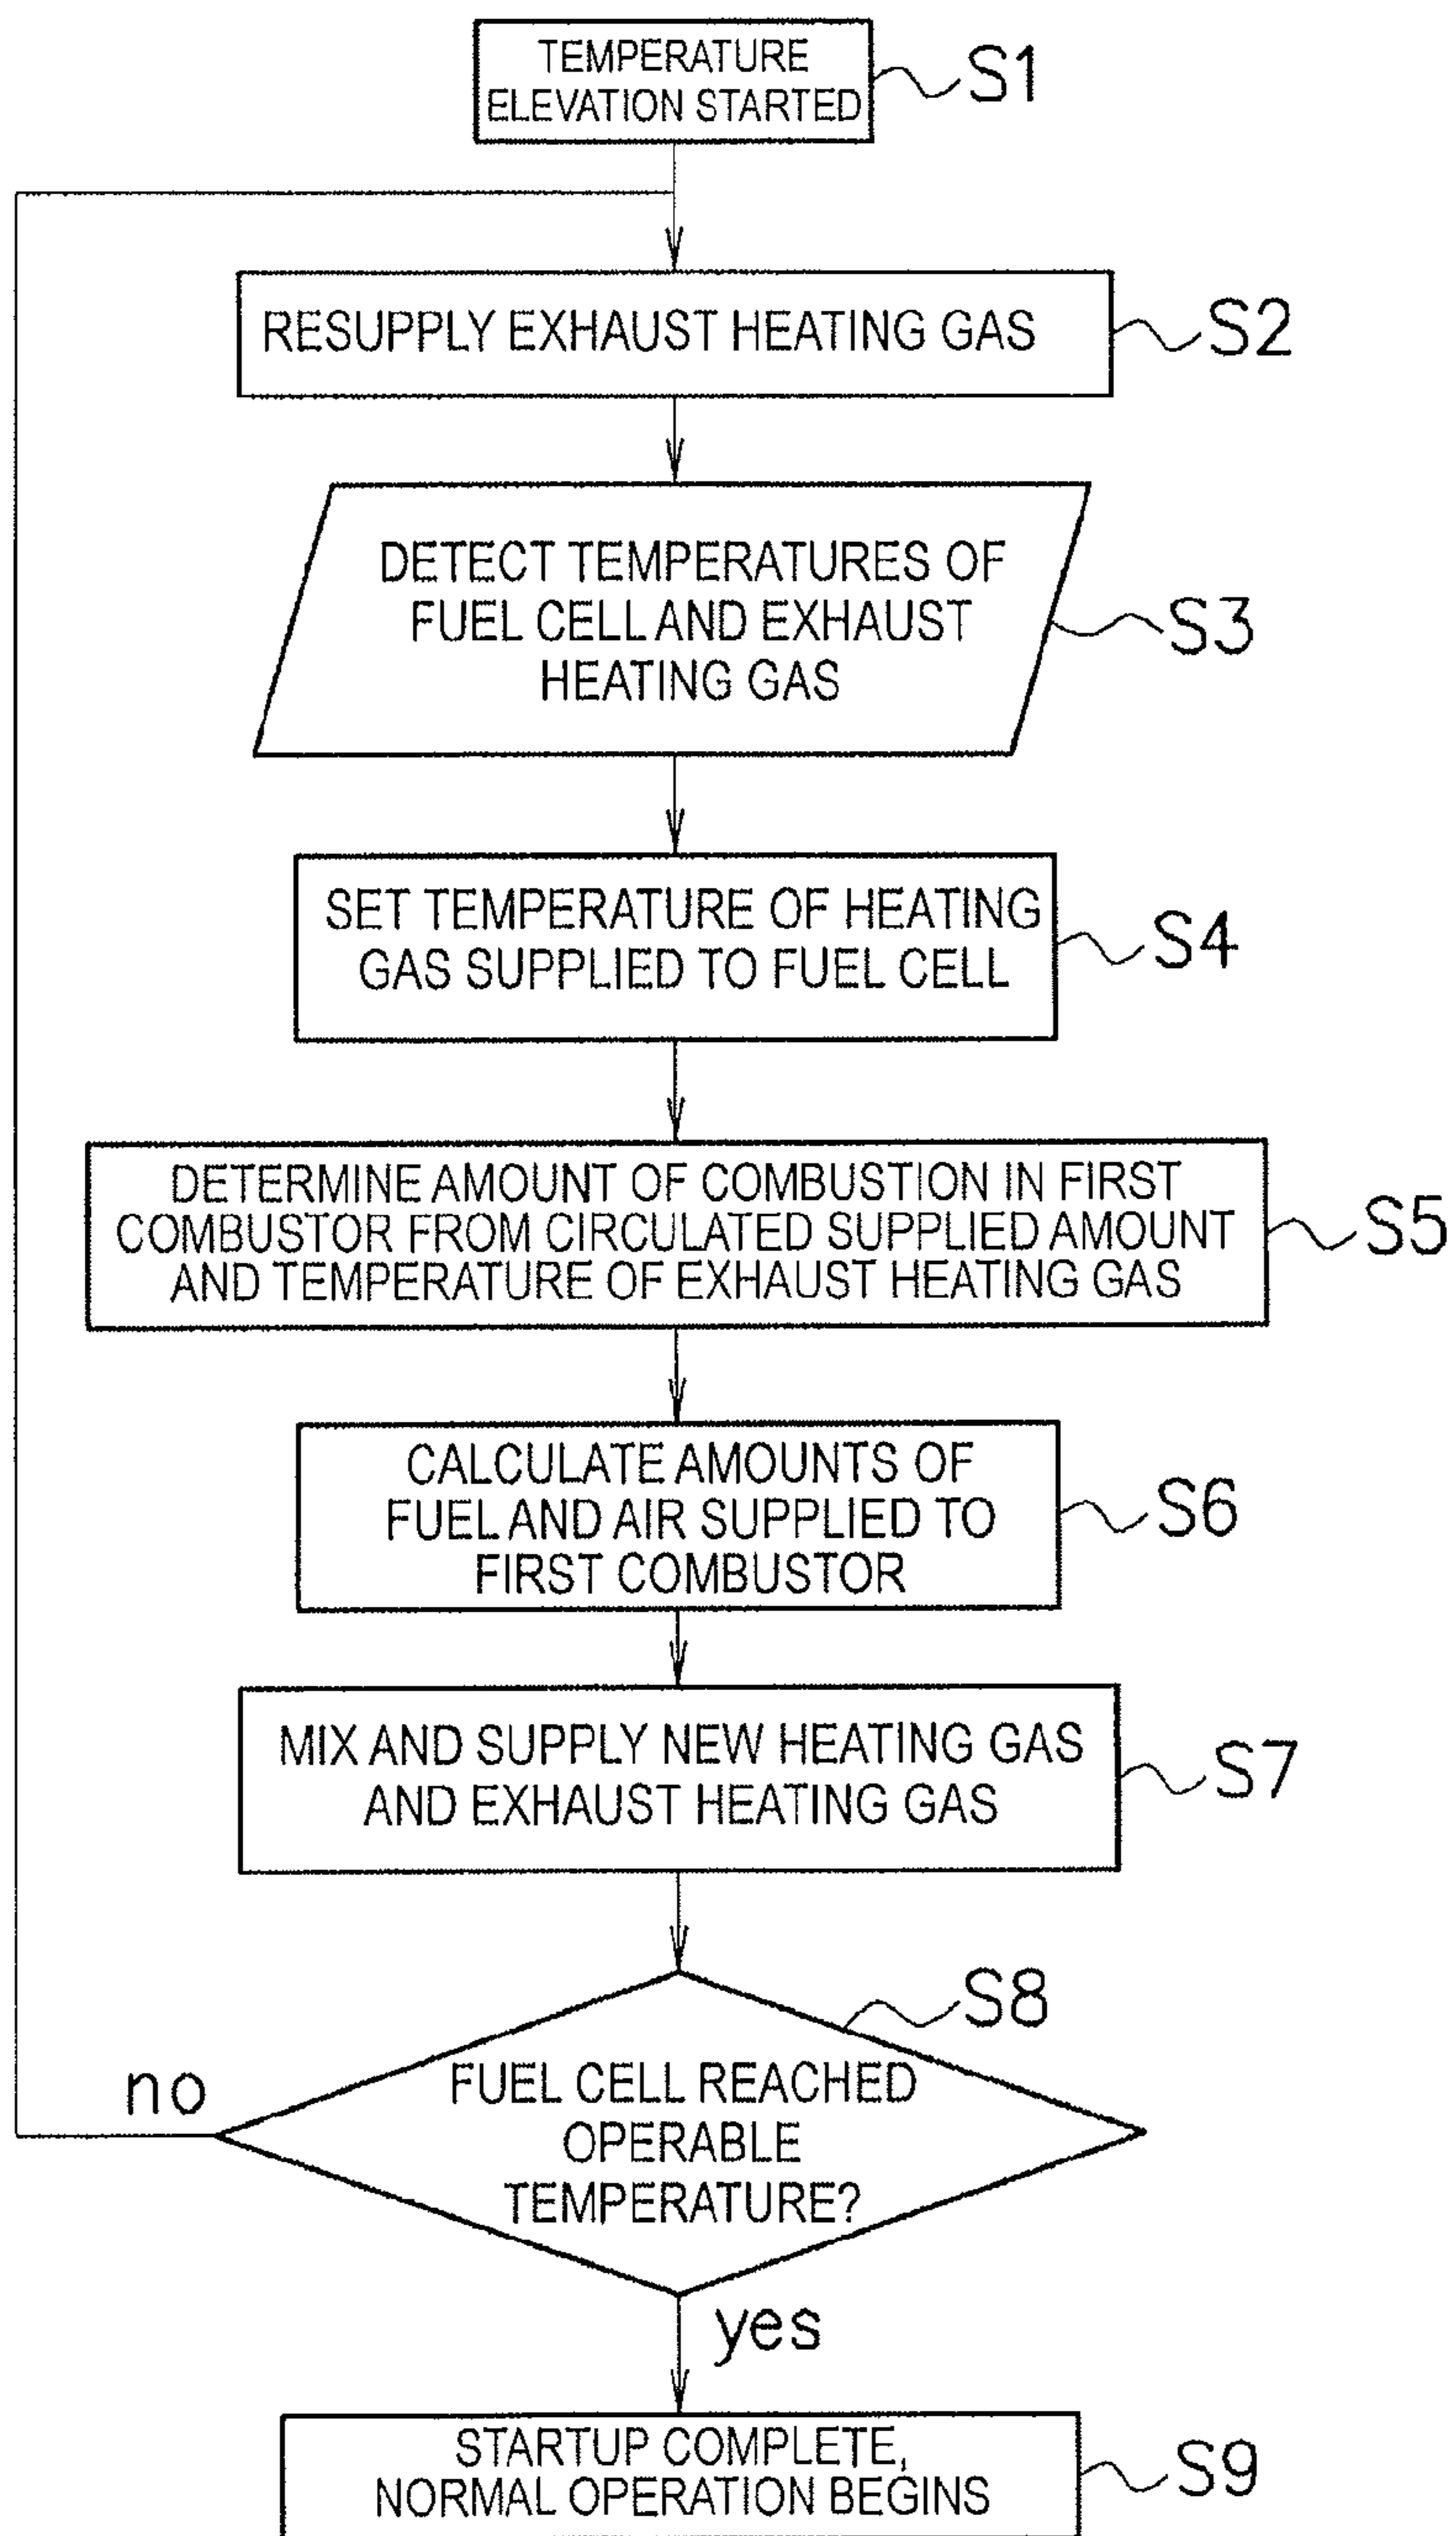 TEMPERATURE
ELEVATION STARTED
S1
RESUPPLY EXHAUST HEATING GAS
S2
DETECT TEMPERATURES OF
FUEL CELL AND EXHAUST
HEATING GAS
S3
SET TEMPERATURE OF HEATING
GAS SUPPLIED TO FUEL CELL
S4
DETERMINE AMOUNT OF COMBUSTION IN FIRST
COMBUSTOR FROM CIRCULATED SUPPLIED AMOUNT
AND TEMPERATURE OF EXHAUST HEATING GAS
S5
CALCULATE AMOUNTS OF
FUEL AND AIR SUPPLIED TO
FIRST COMBUSTOR
S6
MIX AND SUPPLY NEW HEATING GAS
AND EXHAUST HEATING GAS
S7
S8
FUEL CELL REACHED
OPERABLE
TEMPERATURE?
no
yes
STARTUP COMPLETE,
NORMAL OPERATION BEGINS
S9